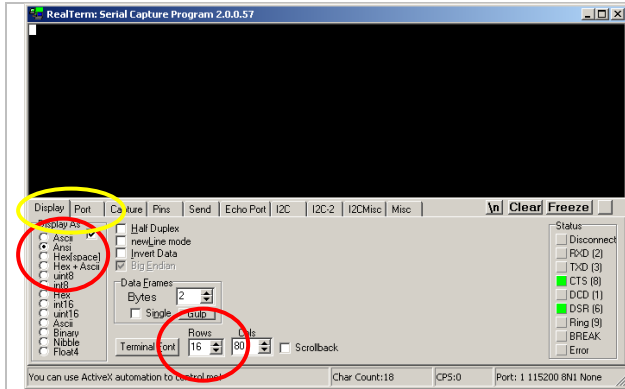 RealTerm: Serial Capture Program 2.0.0.57
Display Port Capture Pins Send Echo Port I2C I2C-2 I2CMisc Misc \n Clear Freeze
Display As
Ascii
Ansi
Hex[space]
Hex + Ascii
uint8
int8
Hex
int16
uint16
Ascii
Binary
Nibble
Float4
Half Duplex
newLine mode
Invert Data
Big Endian
Data Frames
Bytes 2
Single Gulp
Rows Cols
Terminal Font 16 80 Scrollback
Status
Disconnect
RXD (2)
TXD (3)
CTS (8)
DCD (1)
DSR (6)
Ring (9)
BREAK
Error
You can use ActiveX automation to control me! Char Count:18 CPS:0 Port: 1 115200 8N1 None